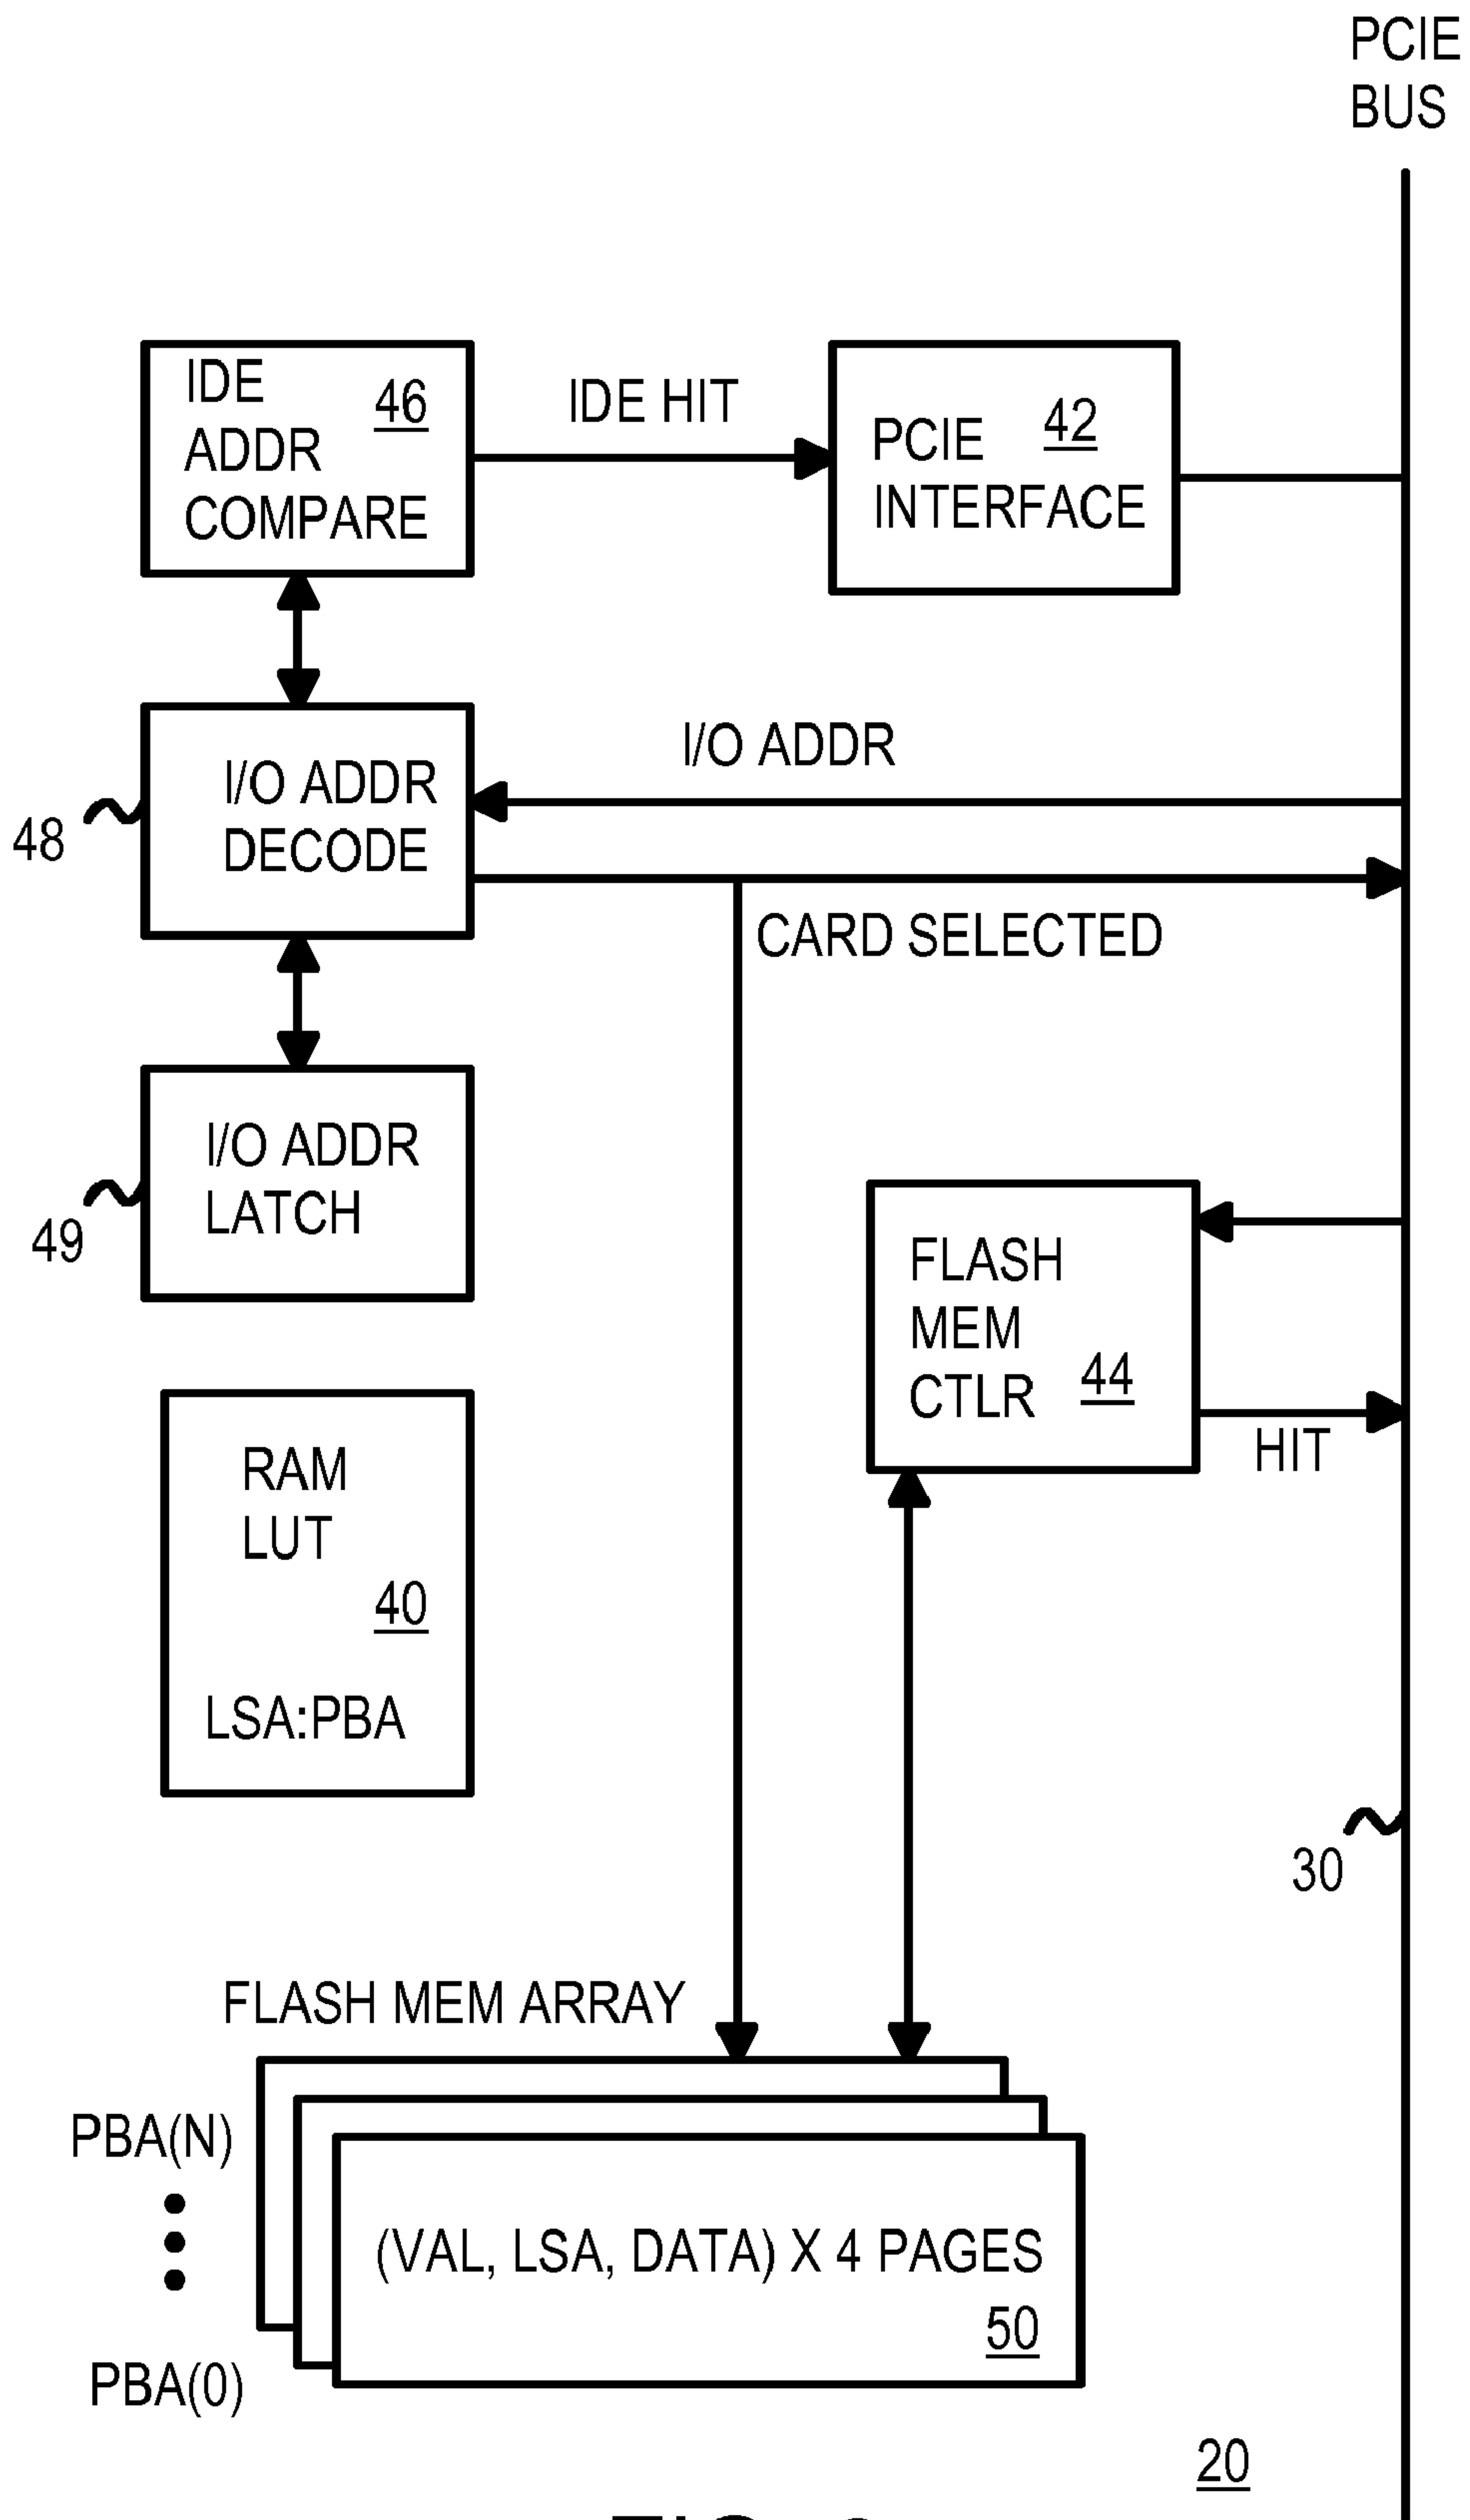 PCIE
BUS
IDE
ADDR
COMPARE
46
IDE HIT
PCIE
INTERFACE
42
I/O ADDR
DECODE
48
I/O ADDR
CARD SELECTED
I/O ADDR
LATCH
49
FLASH
MEM
CTLR
44
HIT
RAM
LUT
40
LSA:PBA
30
FLASH MEM ARRAY
PBA(N)
PBA(0)
(VAL, LSA, DATA) X 4 PAGES
50
20